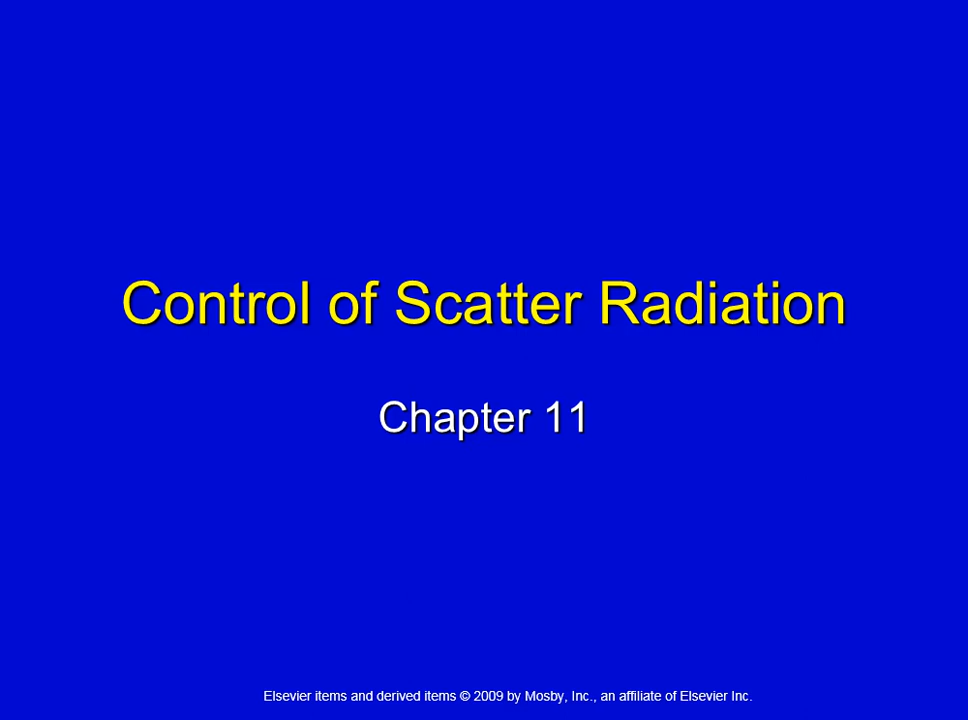 Control of Scatter Radiation
Chapter 11
Elsevier items and derived items © 2009 by Mosby, Inc., an affiliate of Elsevier Inc.